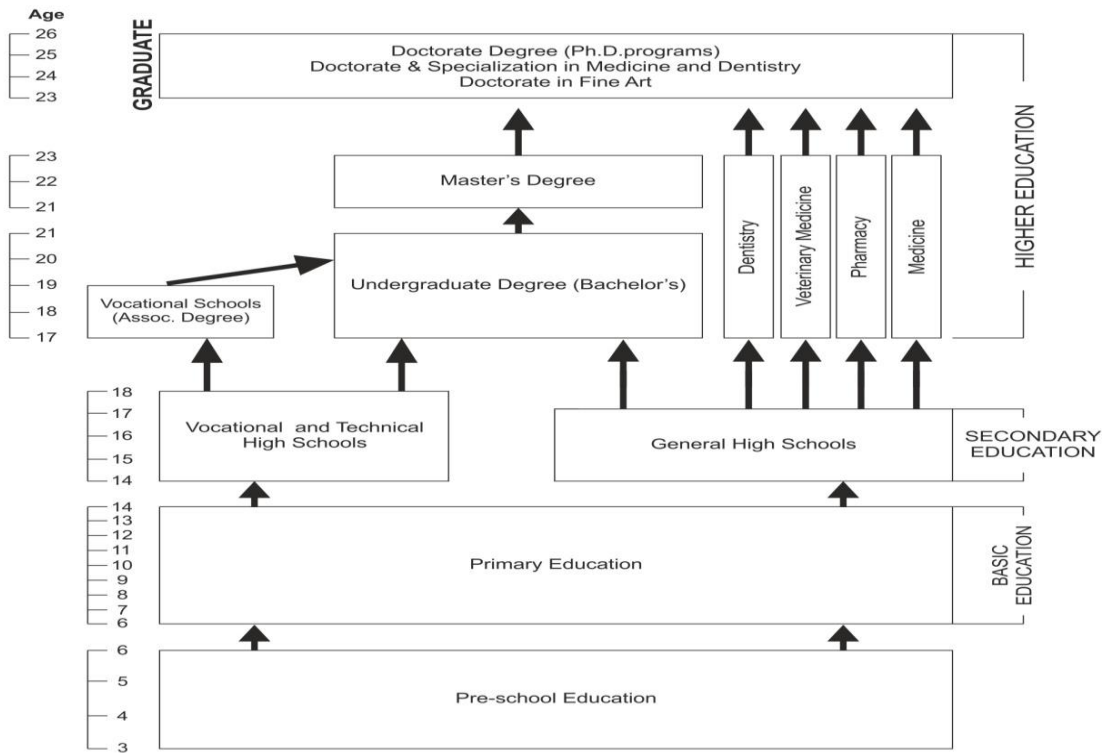 Age
26
25
24
23
GRADUATE
Doctorate Degree (Ph.D.programs)
Doctorate & Specialization in Medicine and Dentistry
Doctorate in Fine Art
HIGHER EDUCATION
23
22
21
Master's Degree
21
20
19
18
17
Vocational Schools
(Assoc. Degree)
Undergraduate Degree (Bachelor's)
Dentistry
Veterinary Medicine
Pharmacy
Medicine
18
17
16
15
14
Vocational and Technical
High Schools
General High Schools
SECONDARY
EDUCATION
14
13
12
11
10
9
8
7
6
Primary Education
BASIC
EDUCATION
6
5
4
3
Pre-school Education